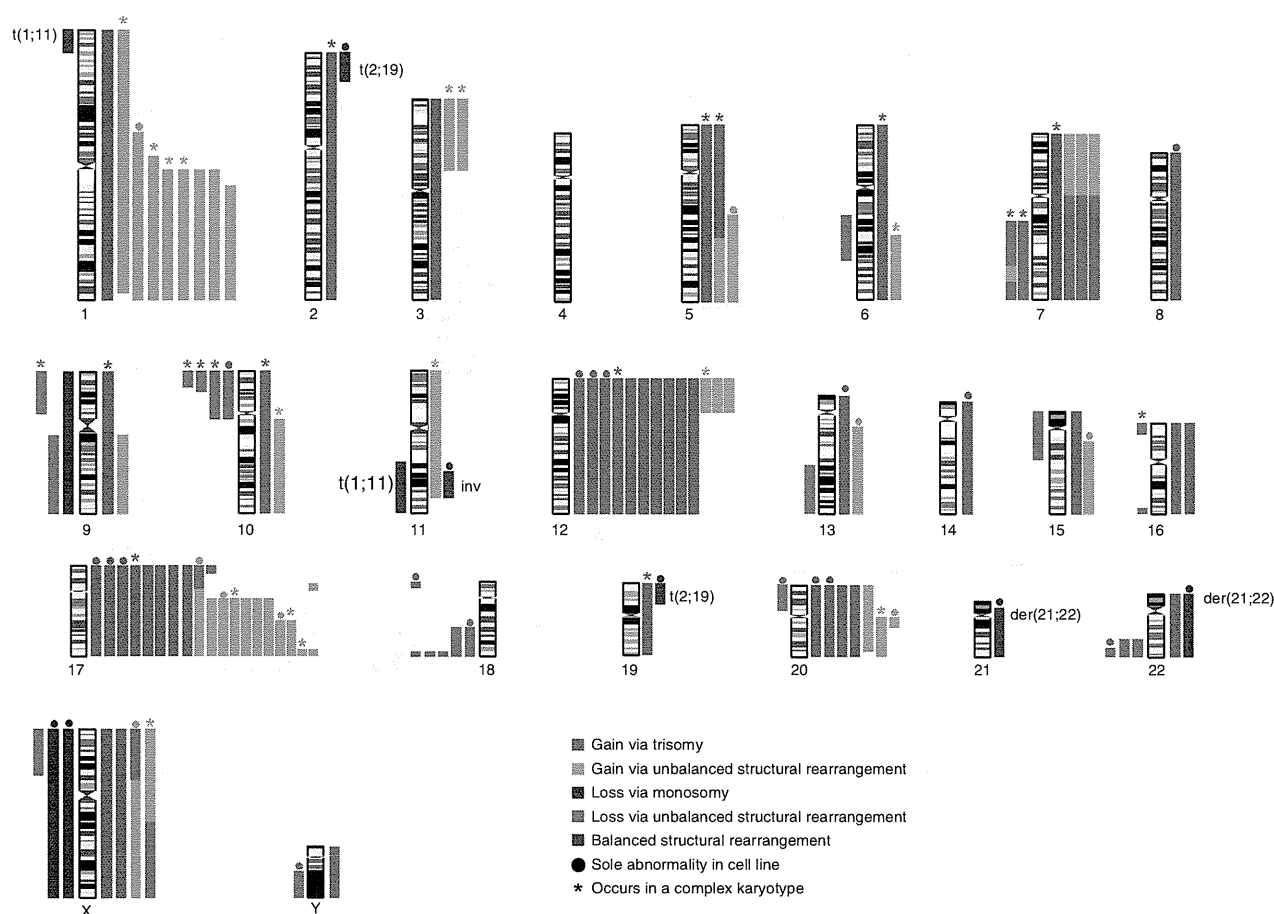 t(1;11)
*
* * * *
1
*
t(2;19)
2
* *
3
4
* *
5
* *
6
* * *
7
8
* *
9
* * * * *
10
*
t(1;11)
inv
11
* *
12
13
14
15
*
16
* * * *
17
18
*
t(2;19)
19
*
20
der(21;22)
21
der(21;22)
22
*
X
Y
Gain via trisomy
Gain via unbalanced structural rearrangement
Loss via monosomy
Loss via unbalanced structural rearrangement
Balanced structural rearrangement
Sole abnormality in cell line
* Occurs in a complex karyotype